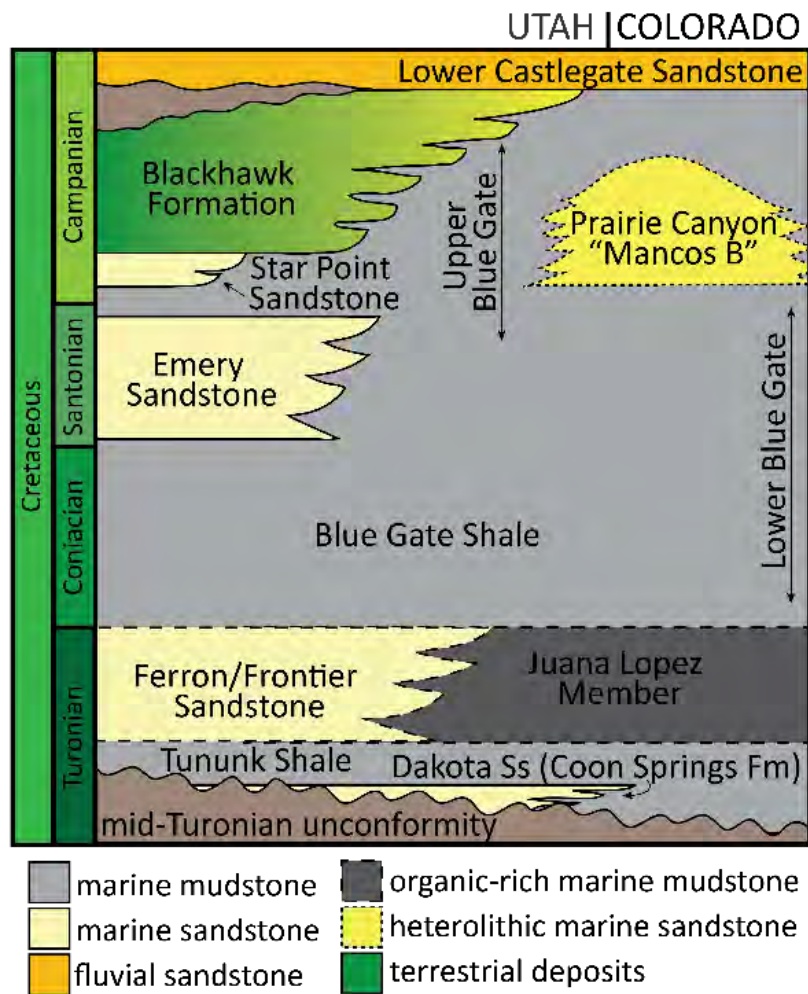 UTAH | COLORADO
Lower Castlegate Sandstone
Cretaceous
Campanian
Santonian
Coniacian
Turonian
Blackhawk
Formation
Upper
Blue Gate
Prairie Canyon
"Mancos B"
Star Point
Sandstone
Emery
Sandstone
Lower Blue Gate
Blue Gate Shale
Ferron/Frontier
Sandstone
Juana Lopez
Member
Tununk Shale
Dakota Ss (Coon Springs Fm)
mid-Turonian unconformity
marine mudstone
organic-rich marine mudstone
marine sandstone
heterolithic marine sandstone
fluvial sandstone
terrestrial deposits